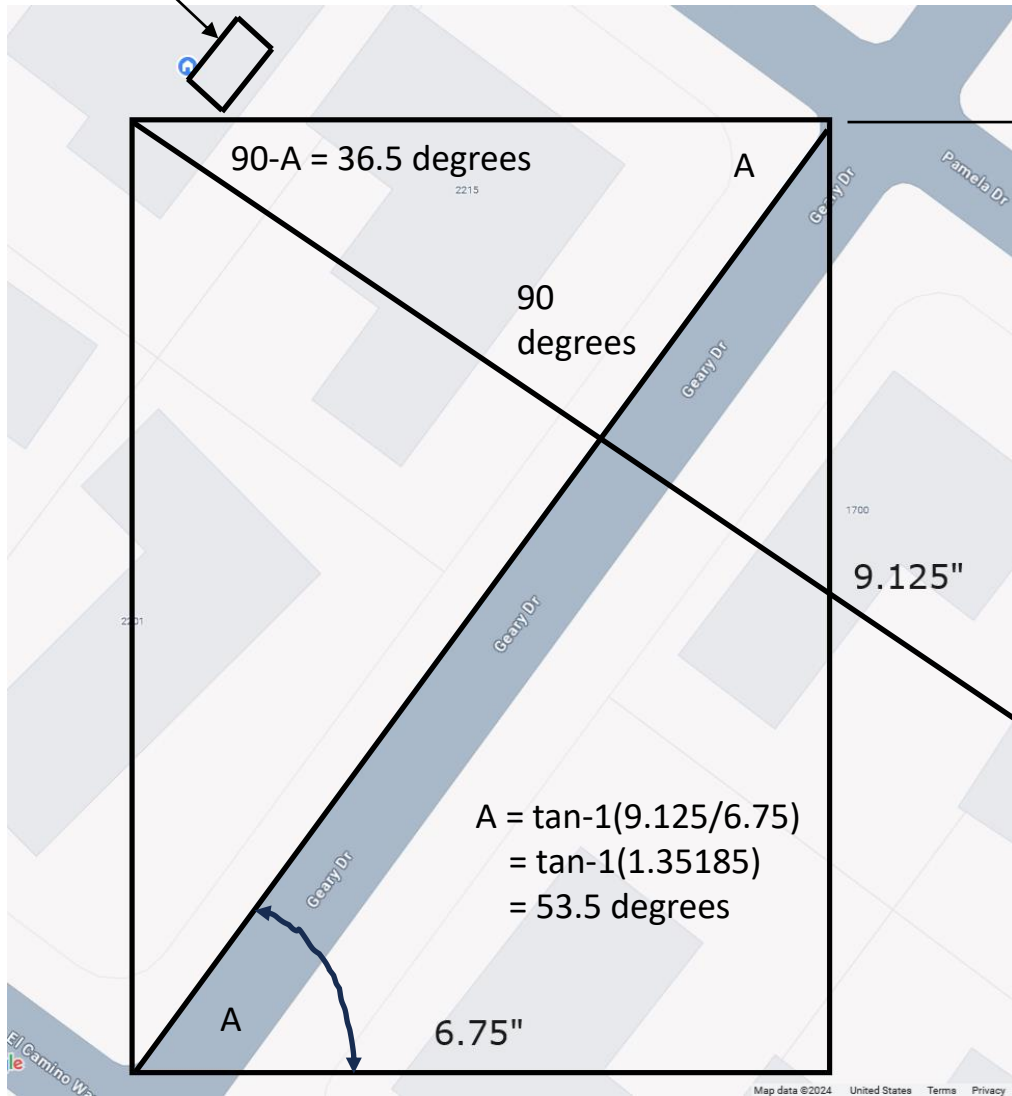 90-A = 36.5 degrees
A
2215
Geary Dr
Pamela Dr
90
degrees
Geary Dr
1700
9.125"
Geary Dr
2201
A = tan-1(9.125/6.75)
= tan-1(1.35185)
= 53.5 degrees
Geary Dr
A
6.75"
El Camino Wa
le
Map data ©2024 United States Terms Privacy